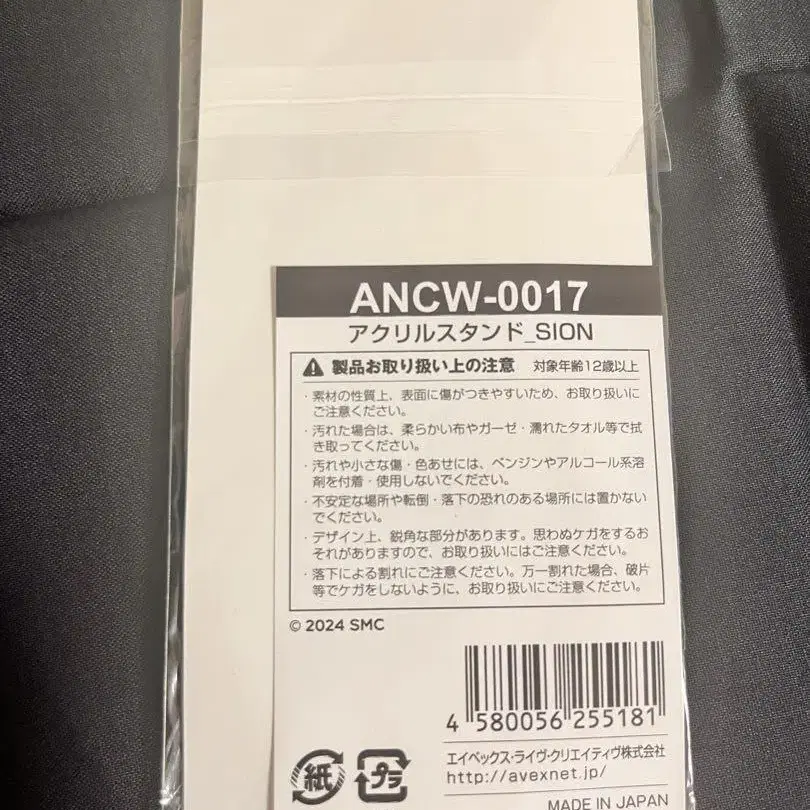 ANCW-0017
アクリルスタンド_SION
製品お取り扱い上の注意 対象年齢12歳以上
・素材の性質上、表面に傷がつきやすいため、お取り扱いに
ご注意ください。
・汚れた場合は、柔らかい布やガーゼ・濡れたタオル等で拭
き取ってください。
・汚れや小さな傷・色あせには、ベンジンやアルコール系溶
剤を付着・使用しないでください。
・不安定な場所や転倒・落下の恐れのある場所には置かない
でください。
・デザイン上、鋭角な部分があります。思わぬケガをするお
それがありますので、お取り扱いにはご注意ください。
・落下による割れにご注意ください。万一割れた場合、破片
等でケガをしないように、お取り扱いにご注意ください。
© 2024 SMC
4 580056 255181
エイベックス・ライヴ・クリエイティヴ株式会社
http://avexnet.jp/
紙 プラ
MADE IN JAPAN